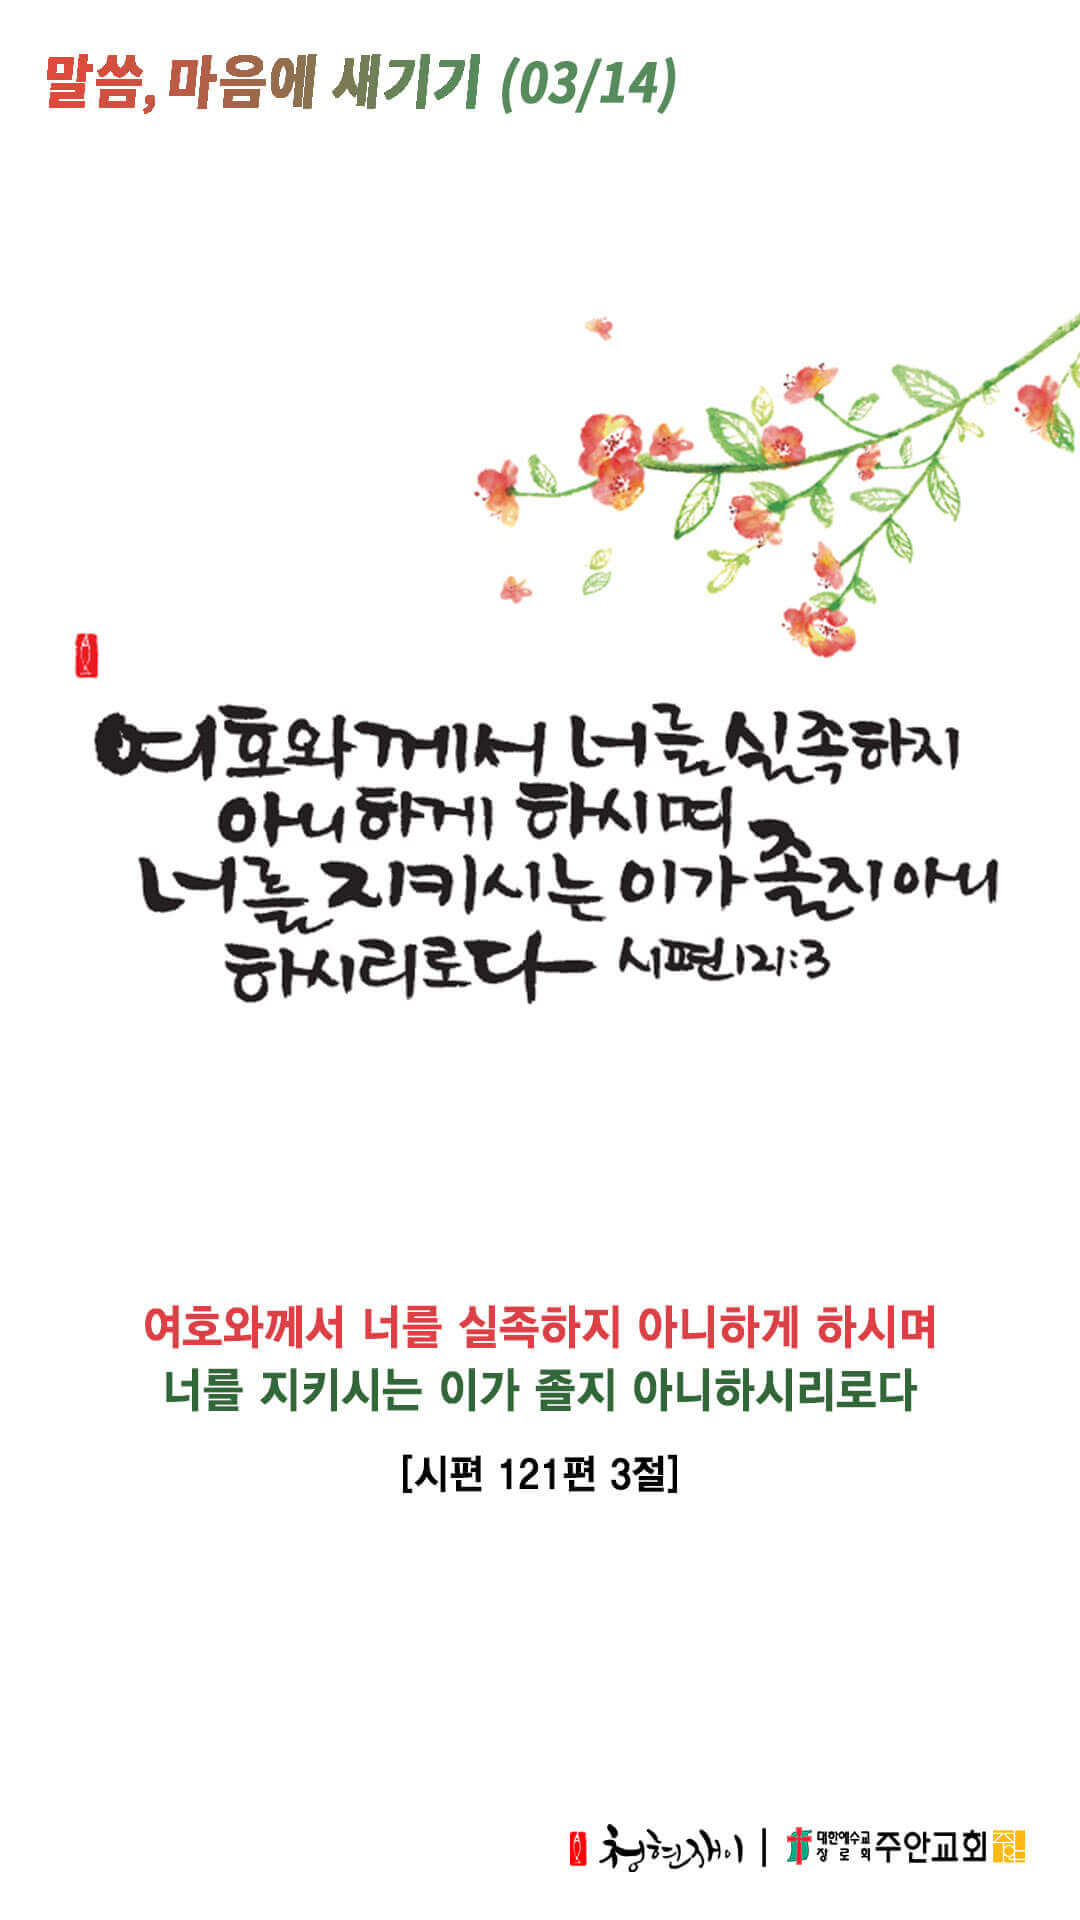 말씀, 마음에 새기기 (03/14)
여호와께서 너를 실족하지
아니하게 하시며
너를 지키시는 이가 졸지 아니
하시리로다 시편121:3
여호와께서 너를 실족하지 아니하게 하시며
너를 지키시는 이가 졸지 아니하시리로다
[시편 121편 3절]
청현재이 | 대한예수교 장로회 주안교회